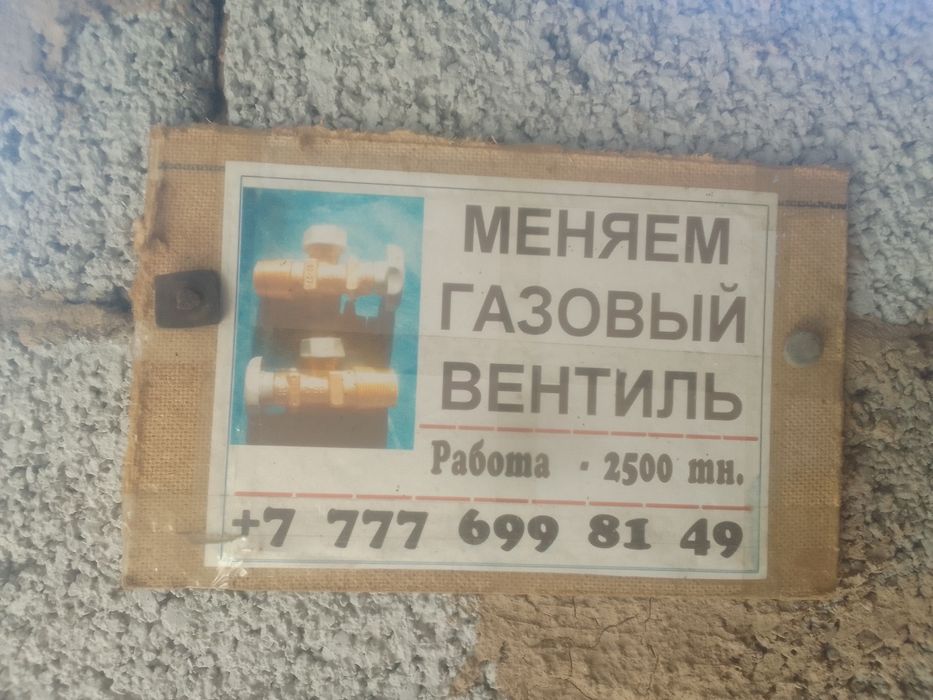 МЕНЯЕМ
ГАЗОВЫЙ
ВЕНТИЛЬ
Работа - 2500 тн.
+7 777 699 81 49